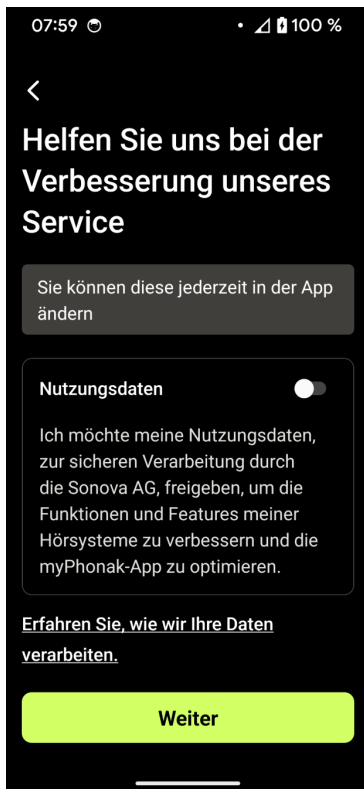 07:59 100 %
Helfen Sie uns bei der
Verbesserung unseres
Service
Sie können diese jederzeit in der App
ändern
Nutzungsdaten
Ich möchte meine Nutzungsdaten,
zur sicheren Verarbeitung durch
die Sonova AG, freigeben, um die
Funktionen und Features meiner
Hörsysteme zu verbessern und die
myPhonak-App zu optimieren.
Erfahren Sie, wie wir Ihre Daten
verarbeiten.
Weiter